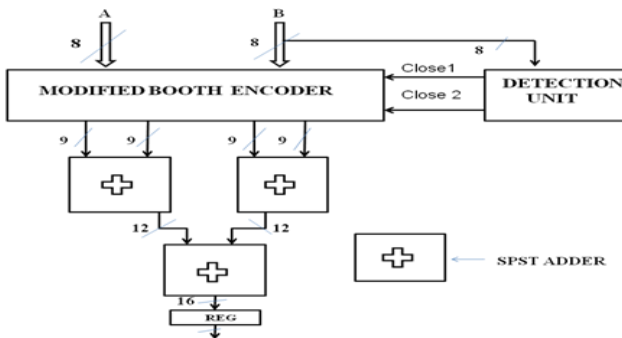 A
B
8
8
8
Close1
MODIFIED BOOTH ENCODER
DETECTION
UNIT
Close 2
9
9
9
9
12
12
SPST ADDER
16
REG